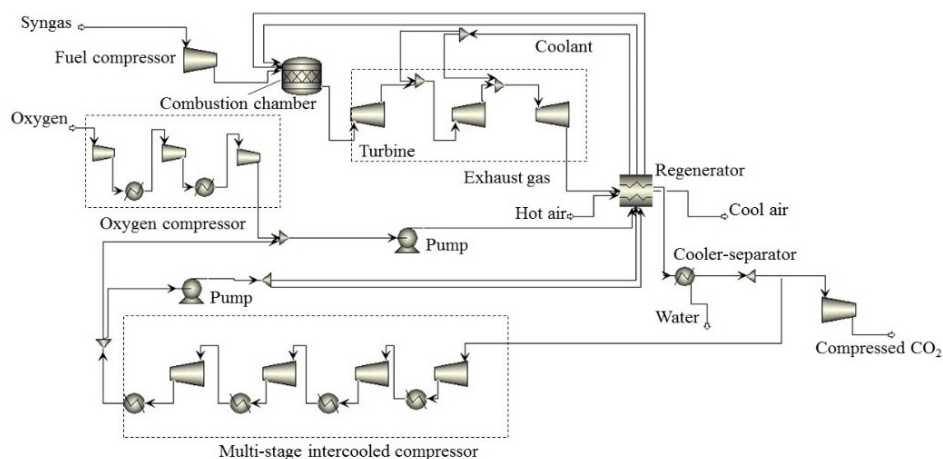 Syngas
Fuel compressor
Coolant
Combustion chamber
Oxygen
Turbine
Exhaust gas
Regenerator
Hot air
Cool air
Oxygen compressor
Pump
Cooler-separator
Pump
Water
Compressed CO₂
Multi-stage intercooled compressor